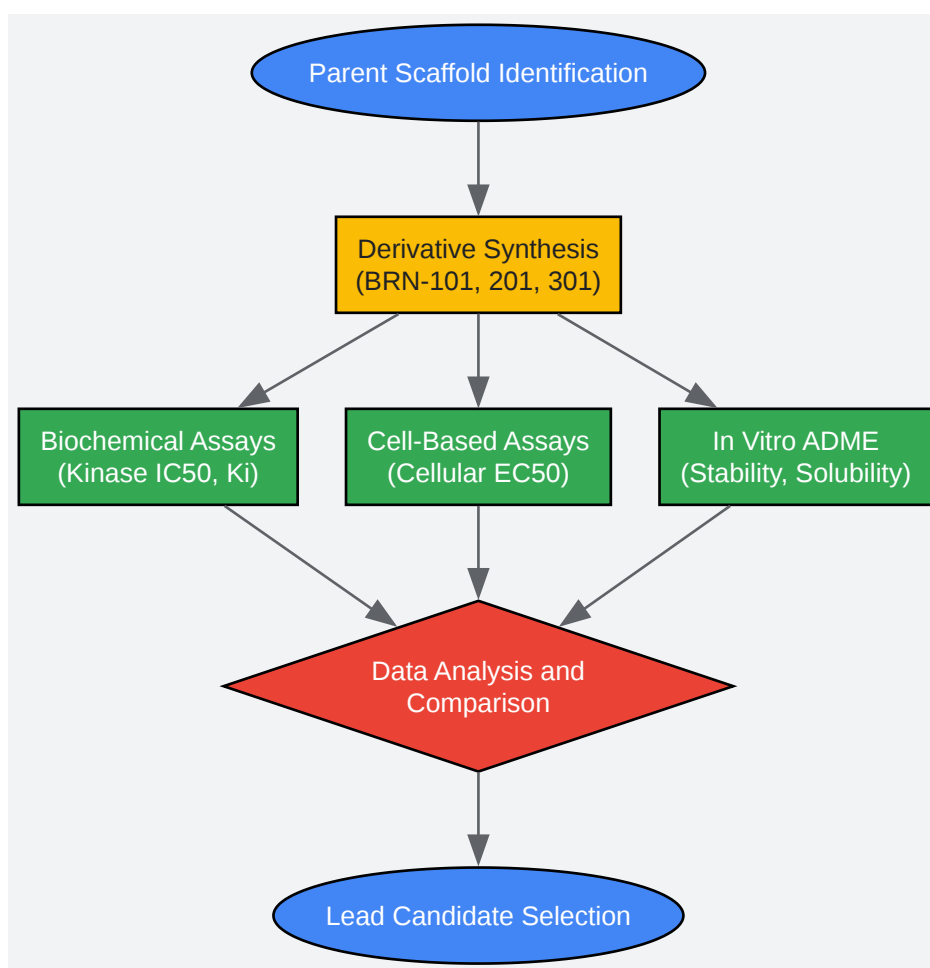 Parent Scaffold Identification
Derivative Synthesis
(BRN-101, 201, 301)
Biochemical Assays
(Kinase IC50, Ki)
Cell-Based Assays
(Cellular EC50)
In Vitro ADME
(Stability, Solubility)
Data Analysis and
Comparison
Lead Candidate Selection